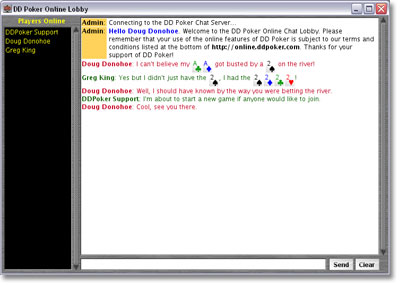 DD Poker Online Lobby
Players Online
DDPoker Support
Doug Donohoe
Greg King
Admin: Connecting to the DD Poker Chat Server...
Admin: Hello Doug Donohoe. Welcome to the DD Poker Online Chat Lobby. Please
remember that your use of the online features of DD Poker is subject to our terms and
conditions listed at the bottom of http://online.ddpoker.com. Thanks for your
support of DD Poker!
Doug Donohoe: I can't believe my A♣ A♦ got busted by a 2♠ on the river!
Greg King: Yes but I didn't just have the 2♠, I had the 2♠ 2♦ 2♣ 2♥!
Doug Donohoe: Well, I should have known by the way you were betting the river.
DDPoker Support: I'm about to start a new game if anyone would like to join.
Doug Donohoe: Cool, see you there.
Send Clear